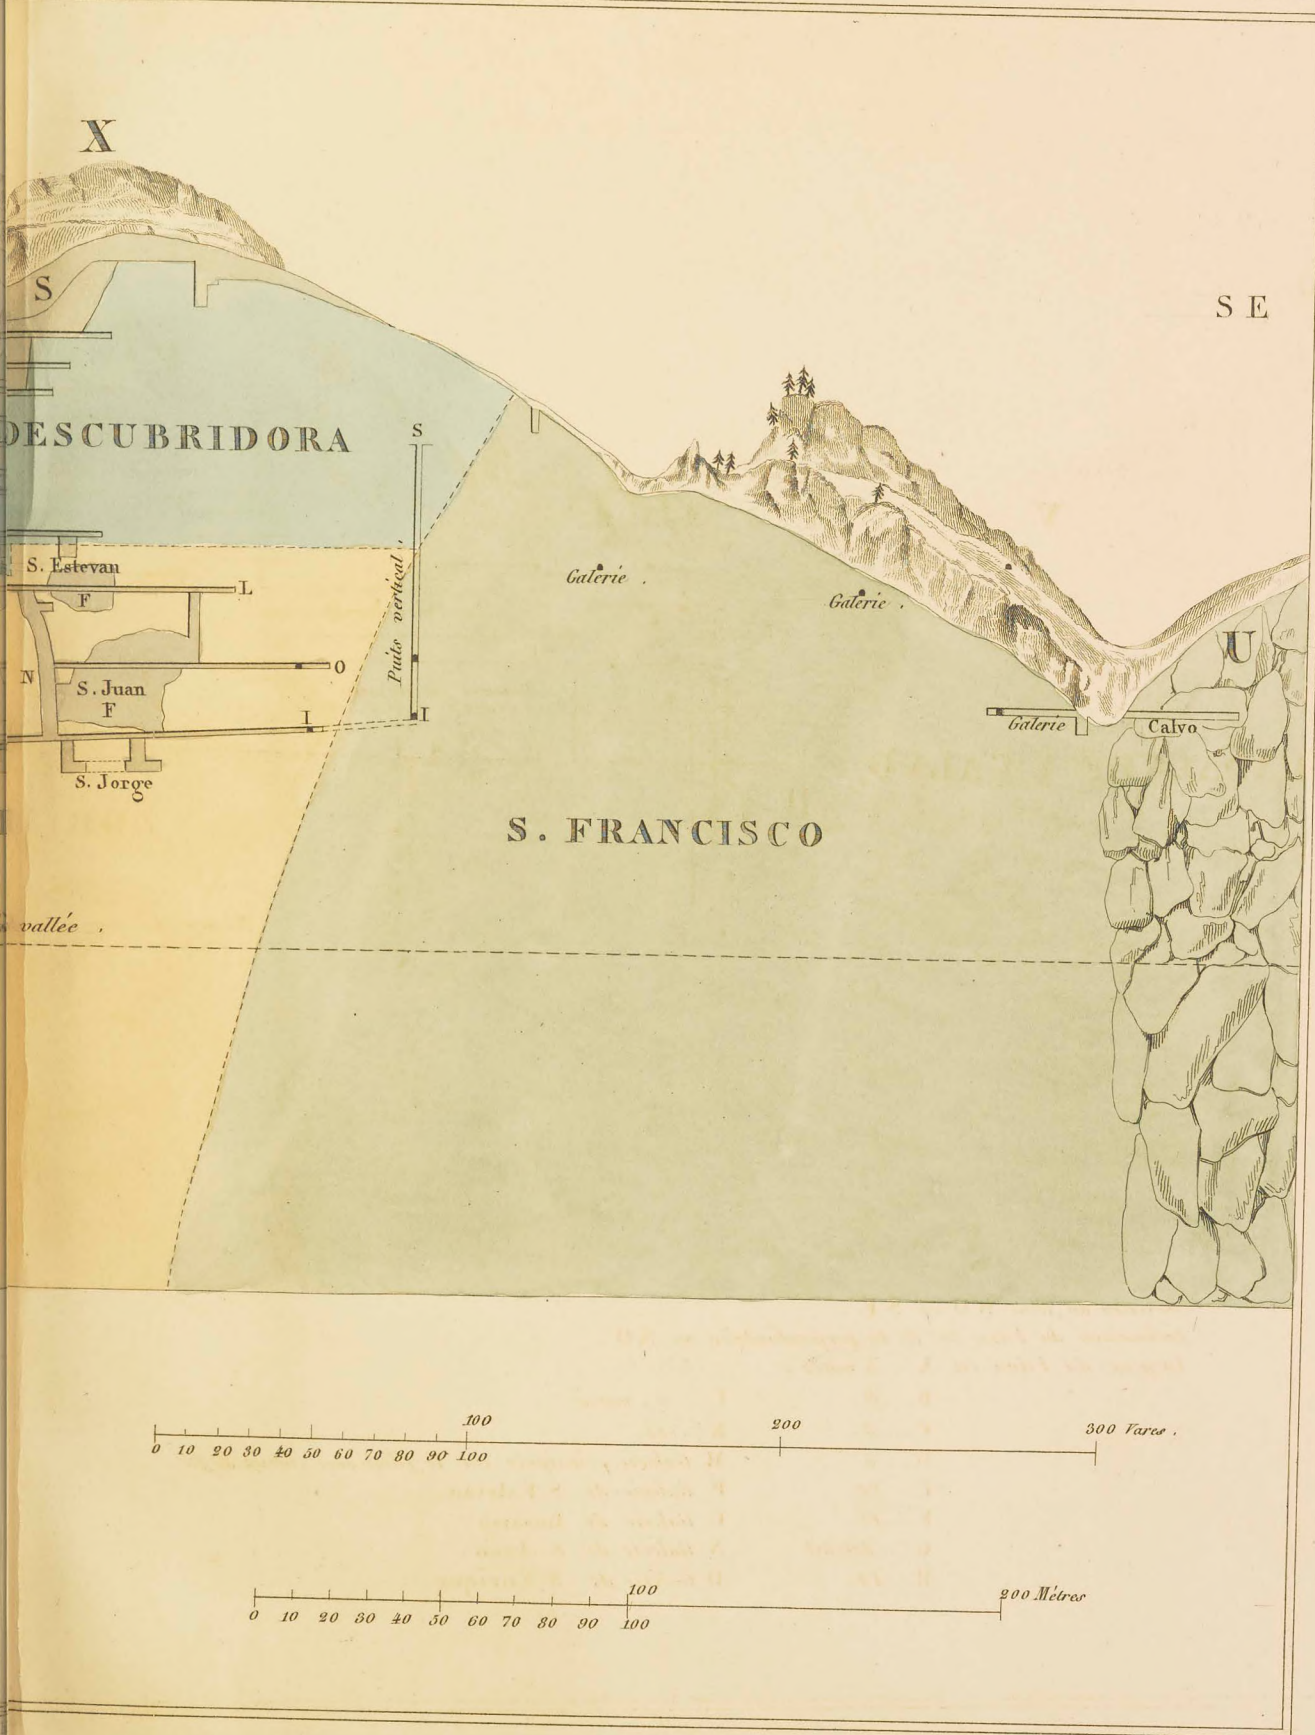 X
S
S E
DESCUBRIDORA
S
Puits vertical.
S. Estevan
L
F
Galerie .
Galerie .
U
O
N
S. Juan
F
I
I
Galerie
Calvo
S. Jorge
S. FRANCISCO
vallée .
100
200
300 Vares .
0 10 20 30 40 50 60 70 80 90 100
100
200 Mètres
0 10 20 30 40 50 60 70 80 90 100